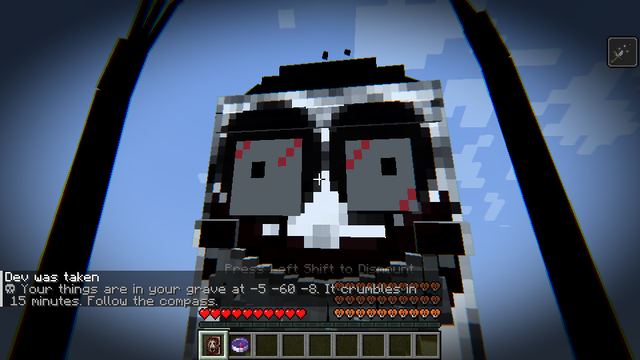 Press Left Shift to Dismount
Dev was taken
☠ Your things are in your grave at -5 -60 -8. It crumbles in
15 minutes. Follow the compass.